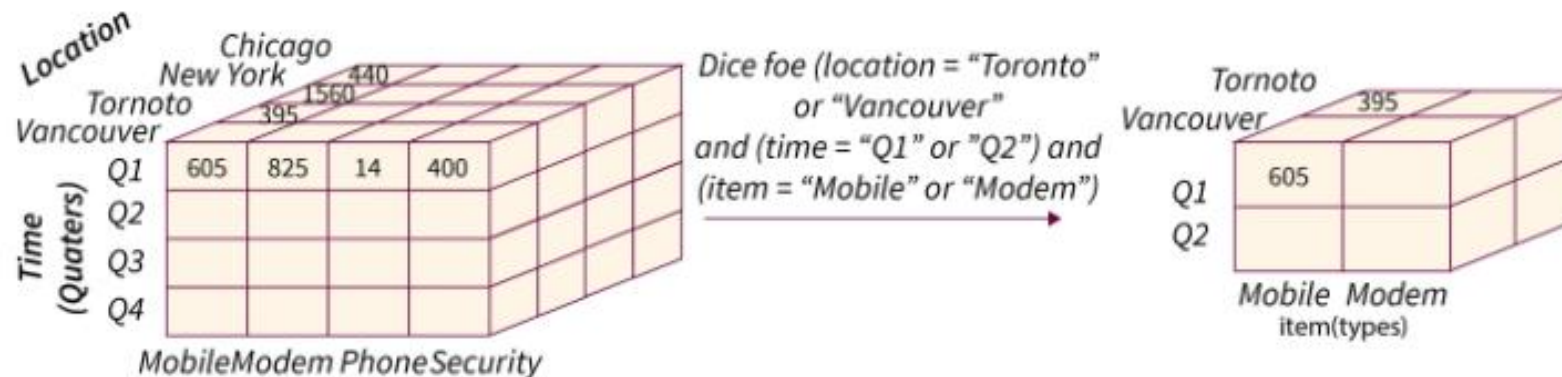 Location
Chicago
New York
Tornoto
Vancouver
440
1560
395
Q1
605 825 14 400
Q2
Q3
Q4
Time
(Quaters)
MobileModem PhoneSecurity
Dice foe (location = “Toronto”
or “Vancouver”
and (time = “Q1” or ”Q2”) and
(item = “Mobile” or “Modem”)
Tornoto
Vancouver
395
Q1
605
Q2
Mobile Modem
item(types)